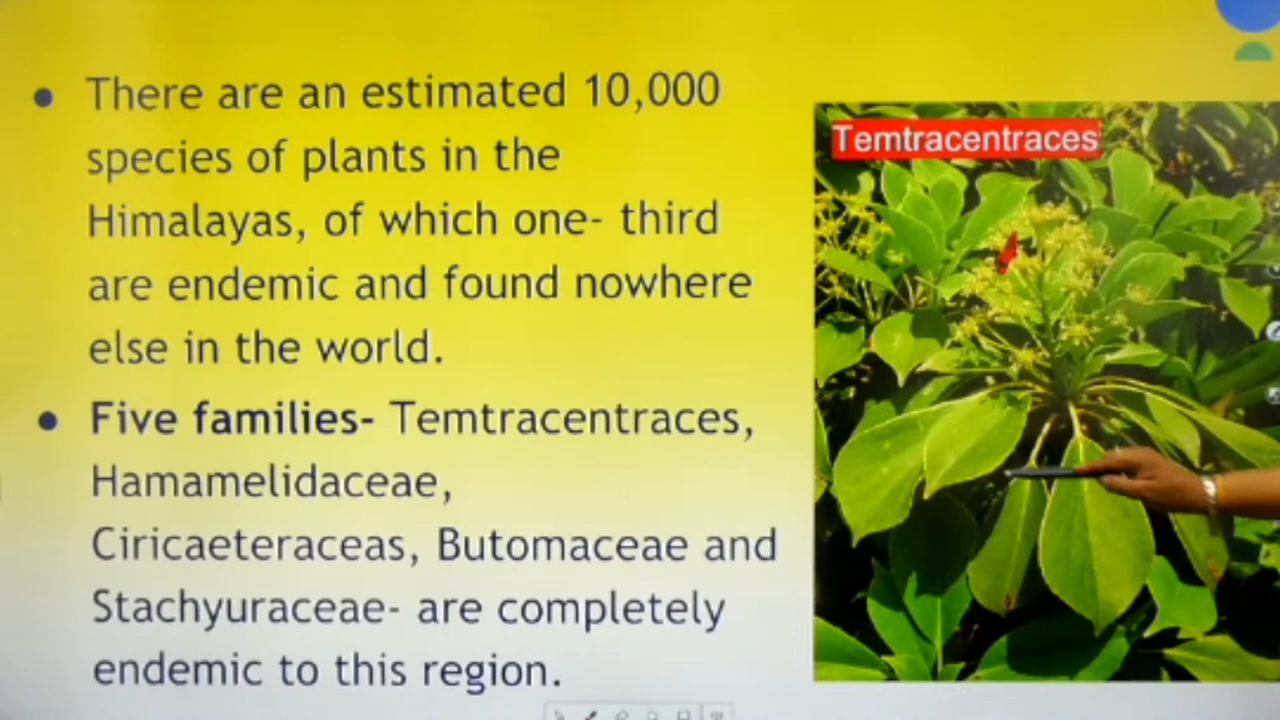 There are an estimated 10,000
species of plants in the
Himalayas, of which one- third
are endemic and found nowhere
else in the world.
Five families- Temtracentraces,
Hamamelidaceae,
Ciricaeteraceas, Butomaceae and
Stachyuraceae- are completely
endemic to this region.
Temtracentraces